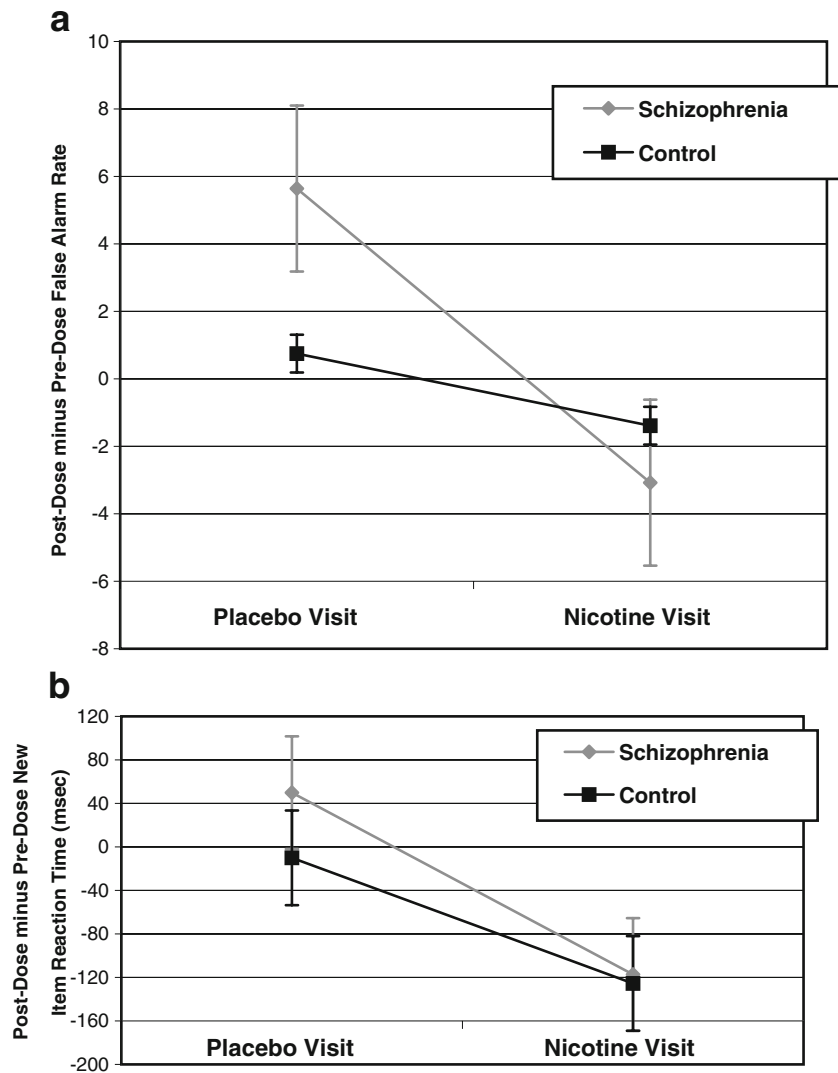 a
Post-Dose minus Pre-Dose False Alarm Rate
10
8
6
4
2
0
-2
-4
-6
-8
Schizophrenia
Control
Placebo Visit
Nicotine Visit
b
Post-Dose minus Pre-Dose New
Item Reaction Time (msec)
120
80
40
0
-40
-80
-120
-160
-200
Schizophrenia
Control
Placebo Visit
Nicotine Visit